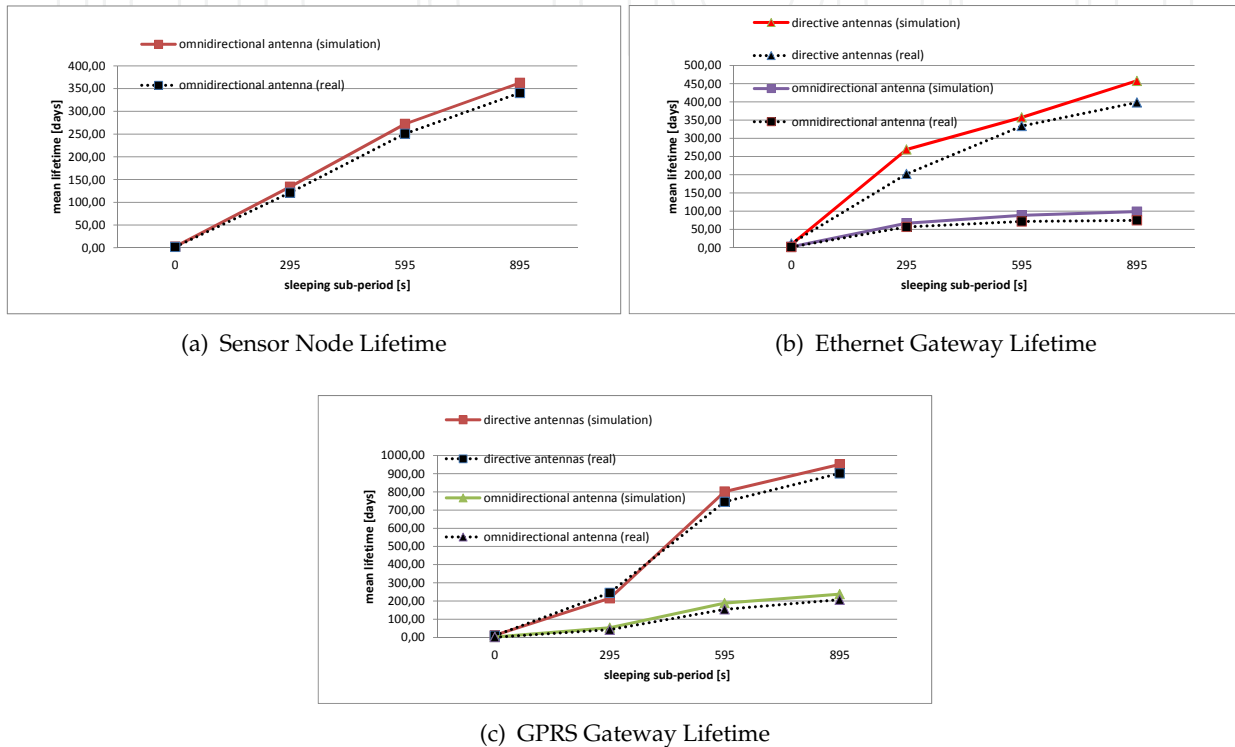 omnidirectional antenna (simulation)
omnidirectional antenna (real)
400,00
350,00
300,00
250,00
200,00
150,00
100,00
50,00
0,00
mean lifetime [days]
0 295 595 895
sleeping sub-period [s]
(a) Sensor Node Lifetime
directive antennas (simulation)
directive antennas (real)
omnidirectional antenna (simulation)
omnidirectional antenna (real)
500,00
450,00
400,00
350,00
300,00
250,00
200,00
150,00
100,00
50,00
0,00
mean lifetime [days]
0 295 595 895
sleeping sub-period [s]
(b) Ethernet Gateway Lifetime
directive antennas (simulation)
directive antennas (real)
omnidirectional antenna (simulation)
omnidirectional antenna (real)
1000,00
900,00
800,00
700,00
600,00
500,00
400,00
300,00
200,00
100,00
0,00
mean lifetime [days]
0 295 595 895
sleeping sub-period [s]
(c) GPRS Gateway Lifetime